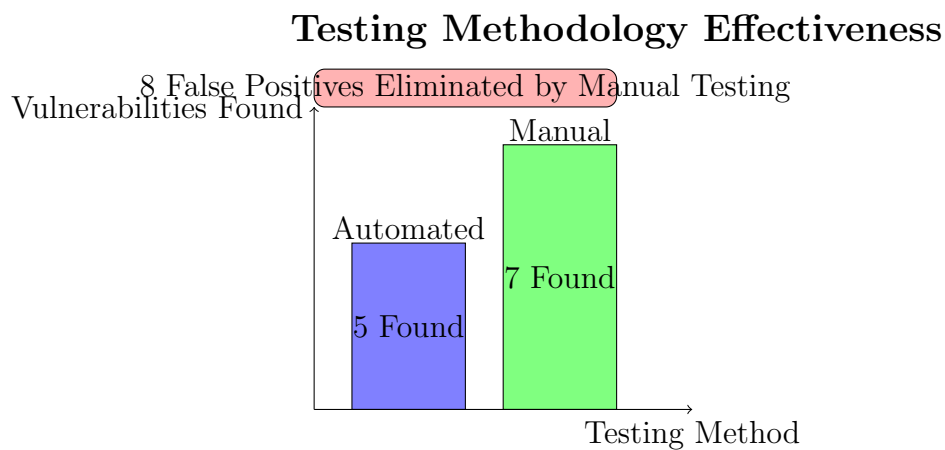 Testing Methodology Effectiveness
8 False Positives Eliminated by Manual Testing
Vulnerabilities Found
Manual
Automated
7 Found
5 Found
Testing Method